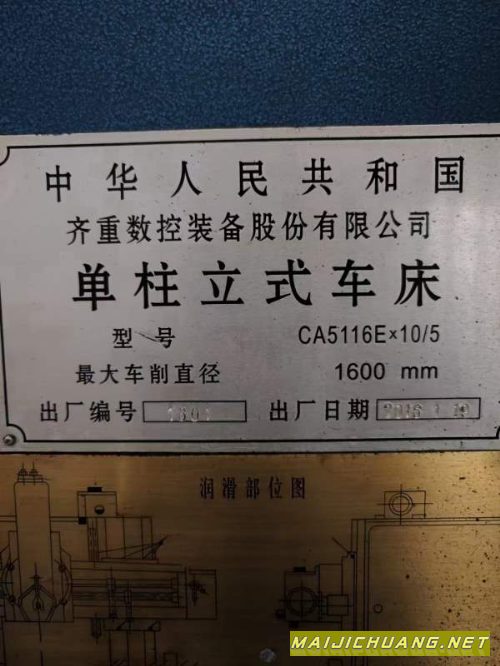 中华人民共和国
齐重数控装备股份有限公司
单柱立式车床
型号 CA5116E×10/5
最大车削直径 1600 mm
出厂编号 出厂日期
润滑部位图
MAIJICHUANG.NET